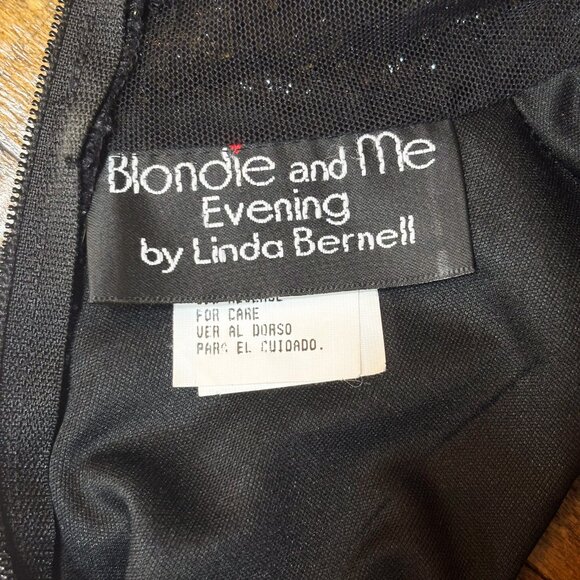 Blondie and Me
Evening
by Linda Bernell
FOR CARE
VER AL DORSO
PARA EL CUIDADO.